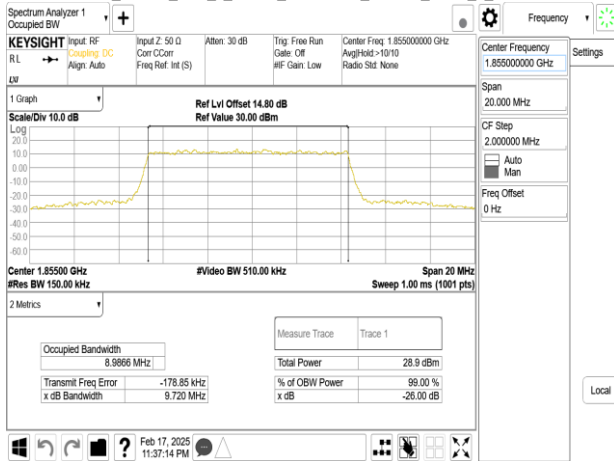 Spectrum Analyzer 1
Occupied BW
+
Frequency
KEYSIGHT
RL
Input: RF
Coupling: DC
Align: Auto
Input Z: 50 Ω
Corr CCorr
Freq Ref: Int (S)
Atten: 30 dB
Trig: Free Run
Gate: Off
#IF Gain: Low
Center Freq: 1.855000000 GHz
Avg|Hold:>10/10
Radio Std: None
LXI
Center Frequency
1.855000000 GHz
Settings
Span
20.000 MHz
CF Step
2.000000 MHz
Auto
Man
Freq Offset
0 Hz
Local
1 Graph
Scale/Div 10.0 dB
Ref Lvl Offset 14.80 dB
Ref Value 30.00 dBm
Log
20.0
10.0
0.00
-10.0
-20.0
-30.0
-40.0
-50.0
-60.0
Center 1.85500 GHz
#Video BW 510.00 kHz
Span 20 MHz
#Res BW 150.00 kHz
Sweep 1.00 ms (1001 pts)
2 Metrics
Measure Trace Trace 1
Occupied Bandwidth
8.9866 MHz
Total Power 28.9 dBm
Transmit Freq Error -178.85 kHz
% of OBW Power 99.00 %
x dB Bandwidth 9.720 MHz
x dB -26.00 dB
?
Feb 17, 2025
11:37:14 PM